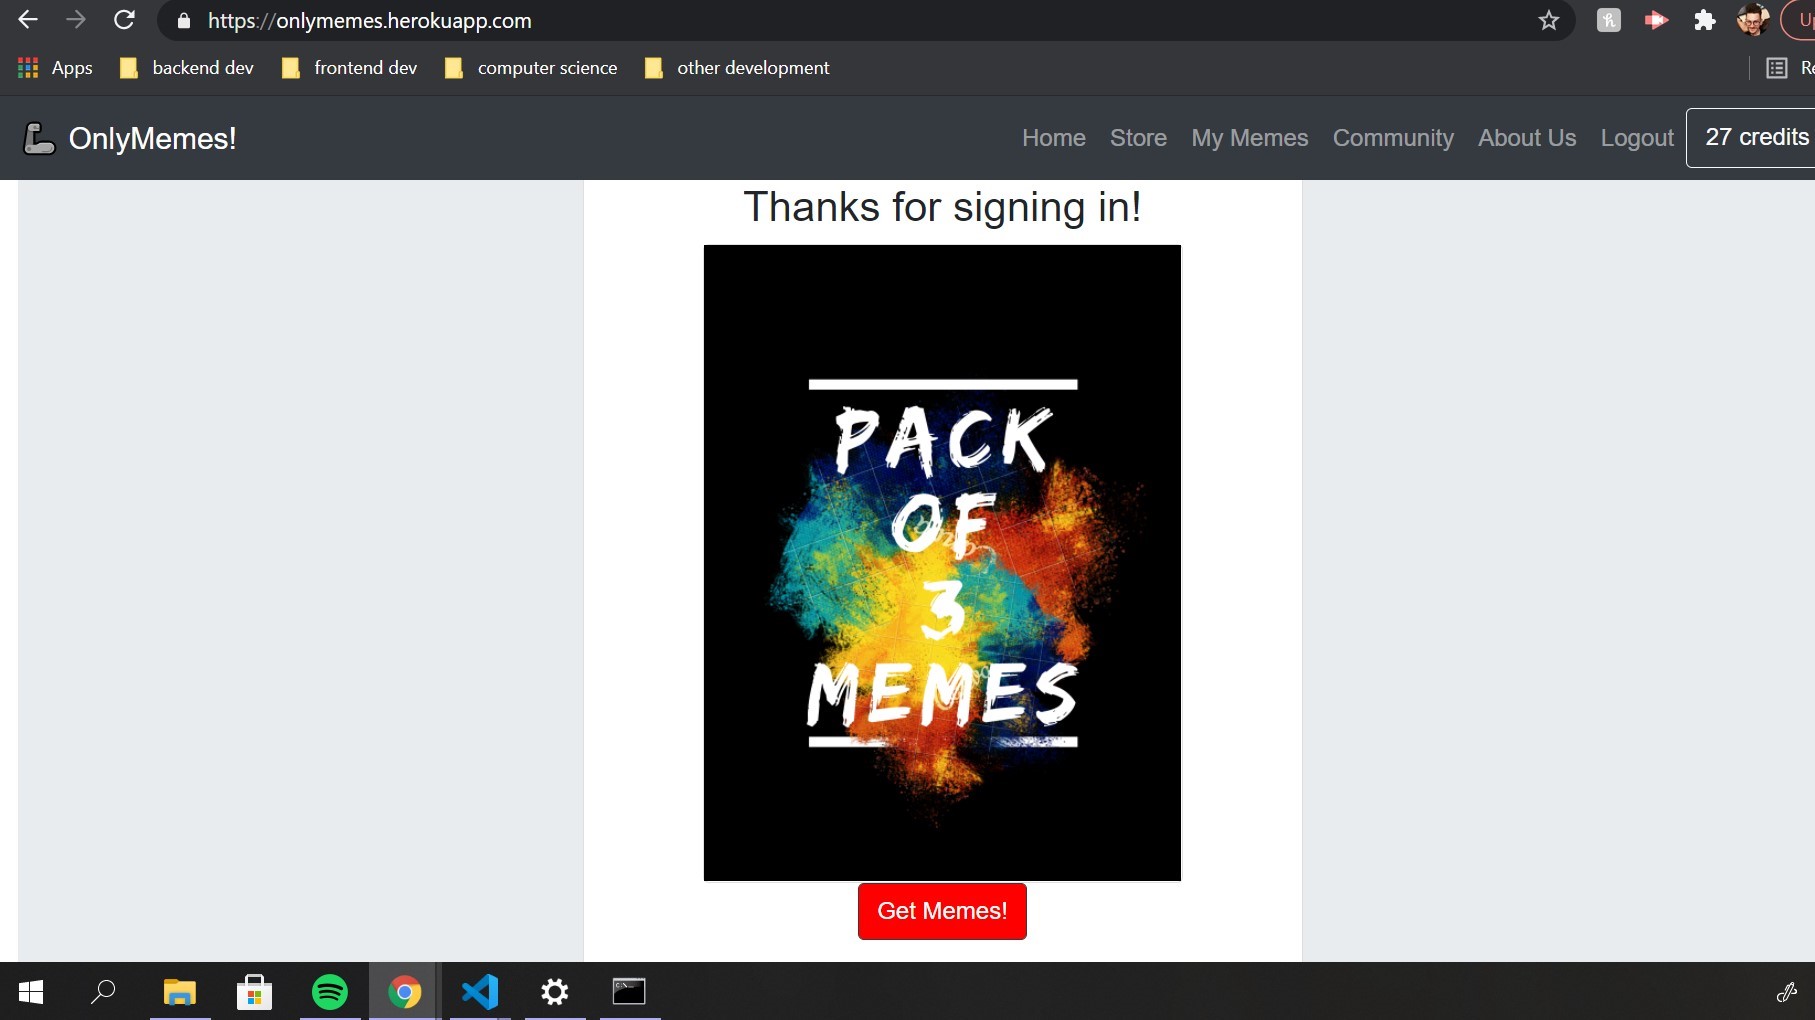 https://onlymemes.herokuapp.com
Apps backend dev frontend dev computer science other development
OnlyMemes! Home Store My Memes Community About Us Logout 27 credits
Thanks for signing in!
PACK
OF
3
MEMES
Get Memes!